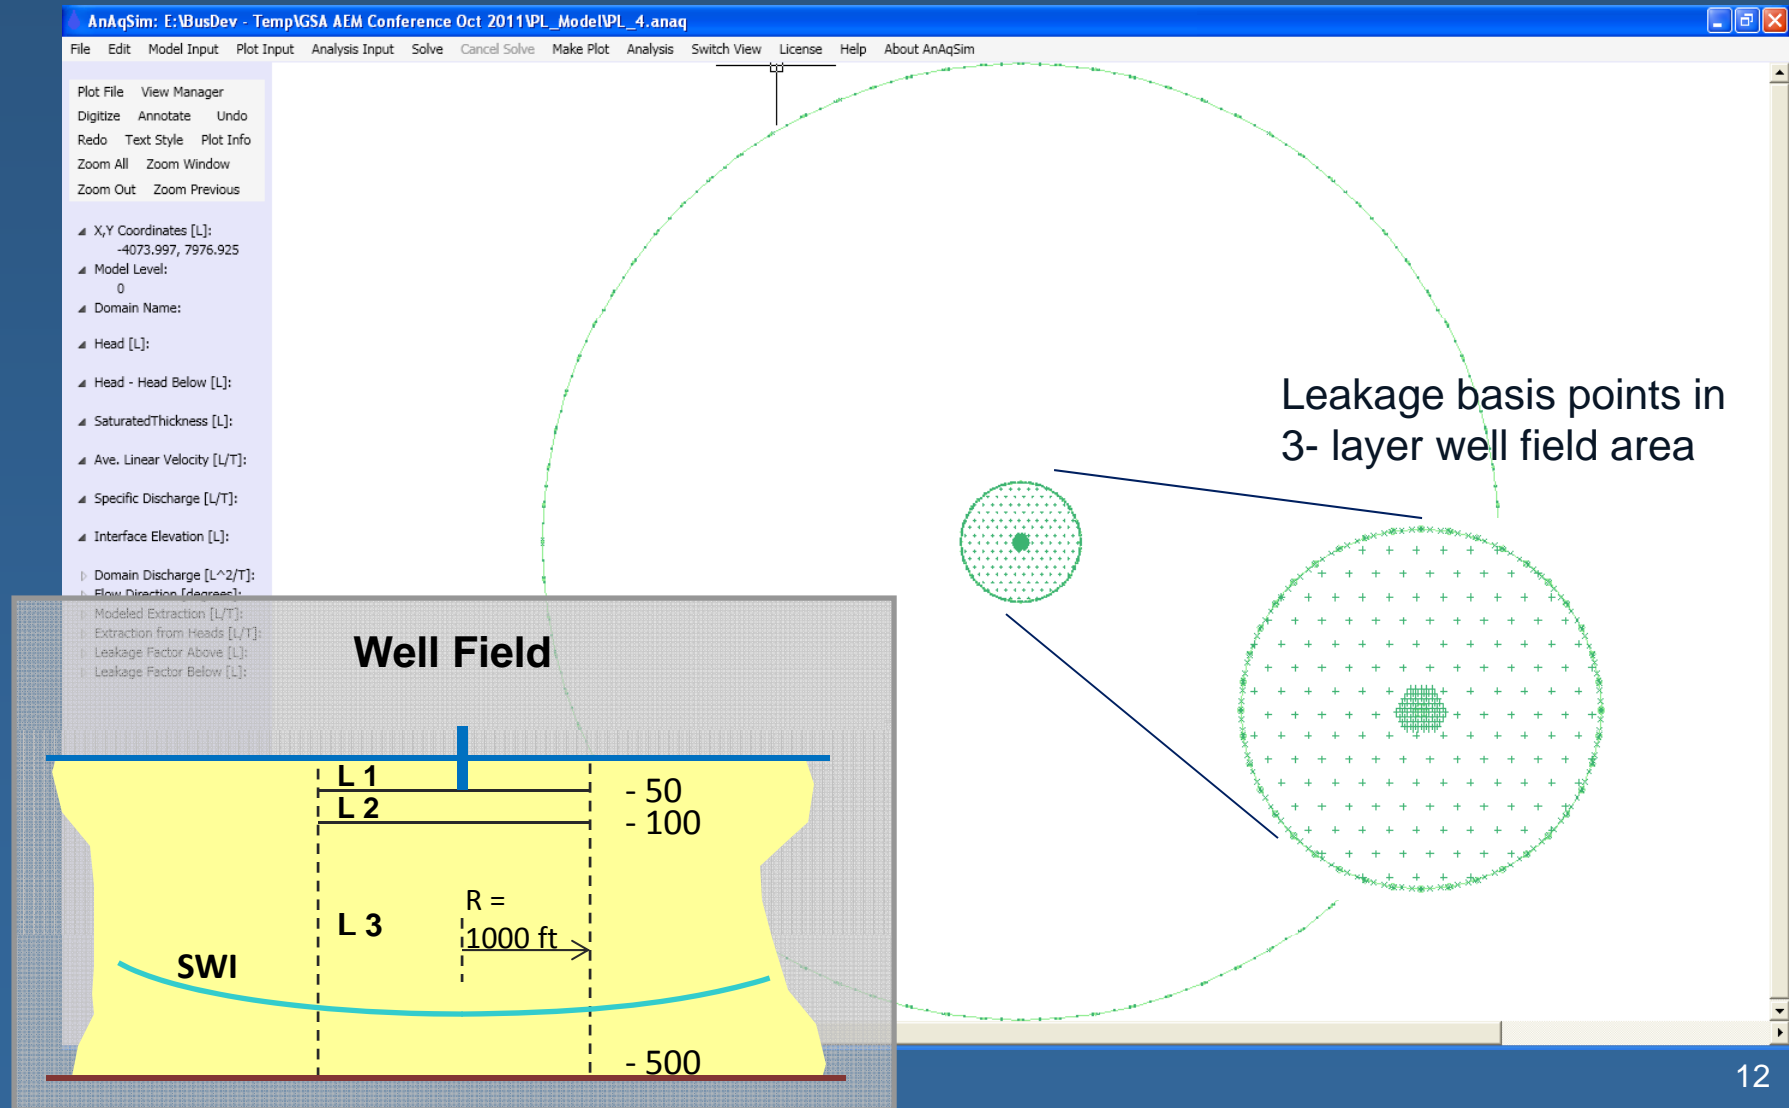 AnAqSim: E:\BusDev - Temp\GSA AEM Conference Oct 2011\PL_Model\PL_4.anaq
File Edit Model Input Plot Input Analysis Input Solve Cancel Solve Make Plot Analysis Switch View License Help About AnAqSim
Plot File View Manager
Digitize Annotate Undo
Redo Text Style Plot Info
Zoom All Zoom Window
Zoom Out Zoom Previous
X,Y Coordinates [L]:
-4073.997, 7976.925
Model Level:
0
Domain Name:
Head [L]:
Head - Head Below [L]:
SaturatedThickness [L]:
Ave. Linear Velocity [L/T]:
Specific Discharge [L/T]:
Interface Elevation [L]:
Domain Discharge [L^2/T]:
Flow Direction [degrees]:
Modeled Extraction [L/T]:
Extraction from Heads [L/T]:
Leakage Factor Above [L]:
Leakage Factor Below [L]:
Leakage basis points in
3- layer well field area
Well Field
L 1
- 50
L 2
- 100
R =
1000 ft
L 3
SWI
- 500
12